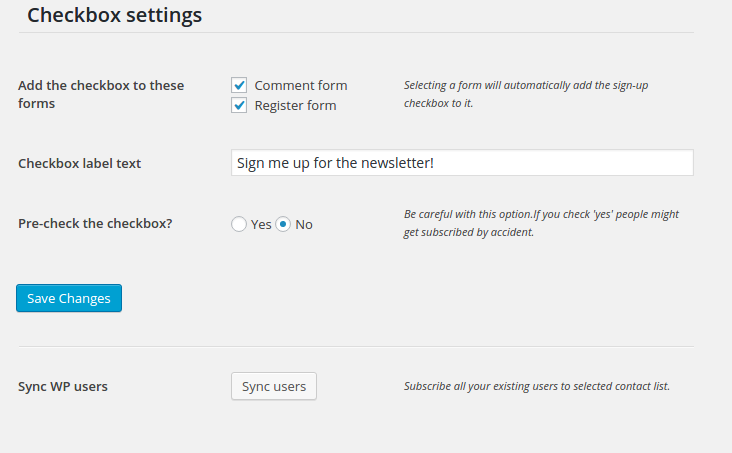 Checkbox settings
Add the checkbox to these
forms
Comment form
Register form
Selecting a form will automatically add the sign-up
checkbox to it.
Checkbox label text
Sign me up for the newsletter!
Pre-check the checkbox?
Yes No
Be careful with this option.If you check 'yes' people might
get subscribed by accident.
Save Changes
Sync WP users
Sync users
Subscribe all your existing users to selected contact list.